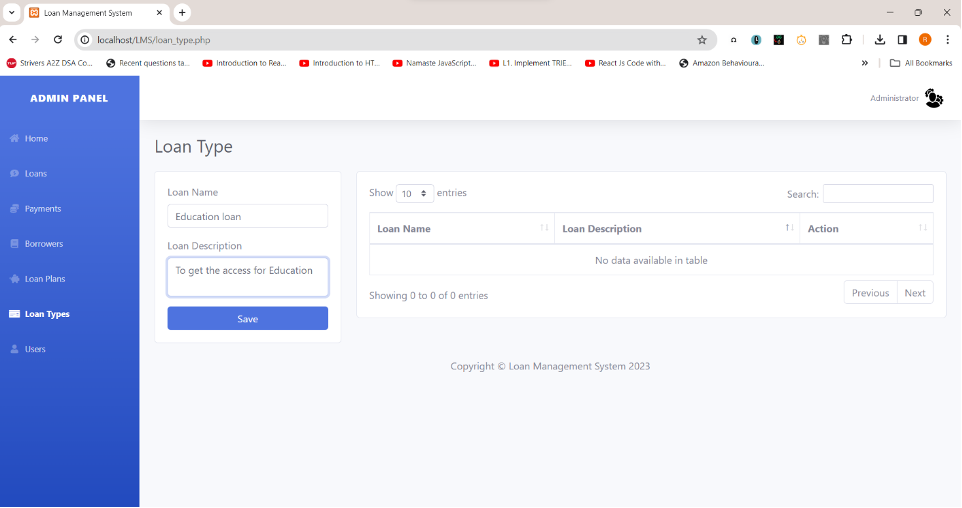 Loan Management System
localhost/LMS/loan_type.php
Strivers A2Z DSA Co... Recent questions ta... Introduction to Rea... Introduction to HT... Namaste JavaScript... L1. Implement TRIE... React Js Code with... Amazon Behavioura... All Bookmarks
ADMIN PANEL
Administrator
Home
Loans
Payments
Borrowers
Loan Plans
Loan Types
Users
Loan Type
Loan Name
Education loan
Loan Description
To get the access for Education
Save
Show 10 entries Search:
Loan Name Loan Description Action
No data available in table
Showing 0 to 0 of 0 entries Previous Next
Copyright © Loan Management System 2023